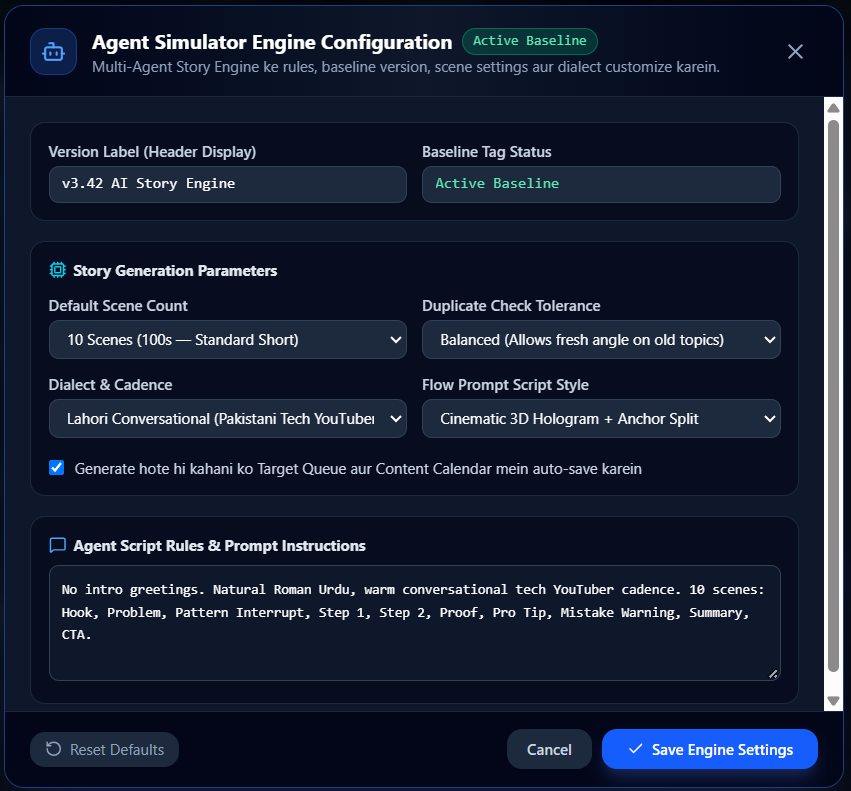 Agent Simulator Engine Configuration
Active Baseline
Multi-Agent Story Engine ke rules, baseline version, scene settings aur dialect customize karein.
Version Label (Header Display)
Baseline Tag Status
v3.42 AI Story Engine
Active Baseline
Story Generation Parameters
Default Scene Count
Duplicate Check Tolerance
10 Scenes (100s — Standard Short)
Balanced (Allows fresh angle on old topics)
Dialect & Cadence
Flow Prompt Script Style
Lahori Conversational (Pakistani Tech YouTuber
Cinematic 3D Hologram + Anchor Split
Generate hote hi kahani ko Target Queue aur Content Calendar mein auto-save karein
Agent Script Rules & Prompt Instructions
No intro greetings. Natural Roman Urdu, warm conversational tech YouTuber cadence. 10 scenes:
Hook, Problem, Pattern Interrupt, Step 1, Step 2, Proof, Pro Tip, Mistake Warning, Summary,
CTA.
Reset Defaults
Cancel
Save Engine Settings